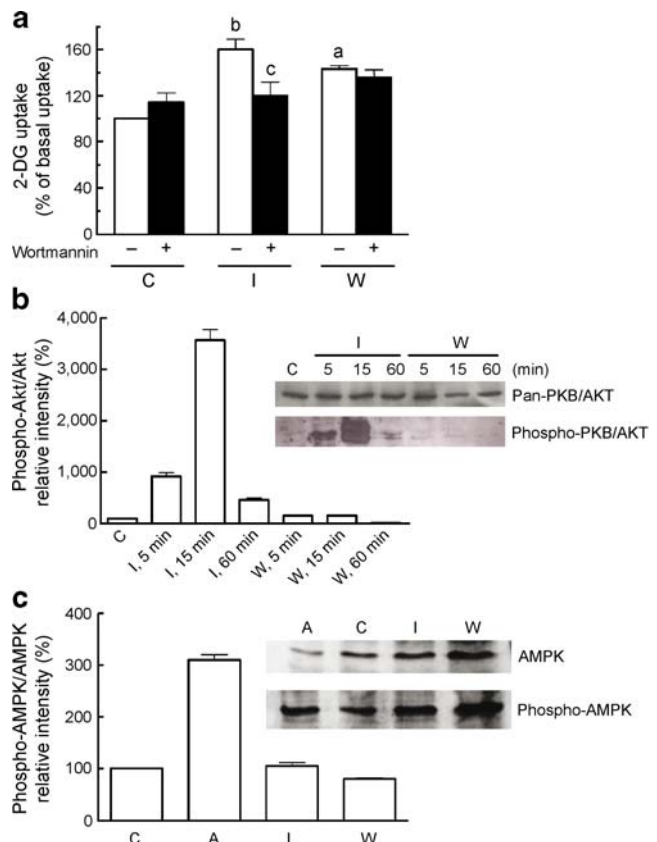 a
2-DG uptake
(% of basal uptake)
160
120
80
40
0
b
c
a
Wortmannin
– + – + – +
C I W
b
Phospho-Akt/Akt
relative intensity (%)
4,000
3,000
2,000
1,000
0
C
I, 5 min
I, 15 min
I, 60 min
W, 5 min
W, 15 min
W, 60 min
I W
C 5 15 60 5 15 60 (min)
Pan-PKB/AKT
Phospho-PKB/AKT
c
Phospho-AMPK/AMPK
relative intensity (%)
400
300
200
100
0
C A I W
A C I W
AMPK
Phospho-AMPK